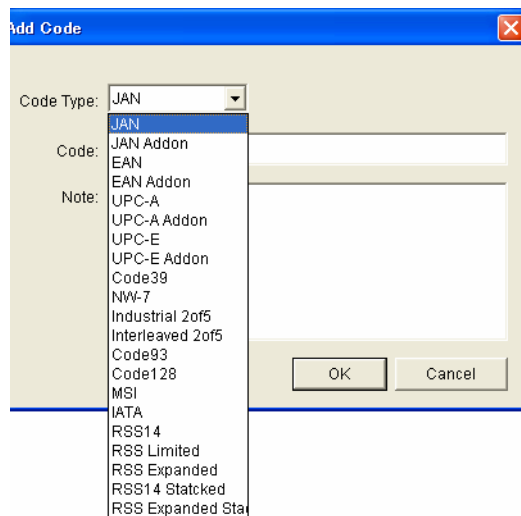 Add Code
Code Type: JAN
JAN
JAN Addon
Code:
EAN
EAN Addon
Note:
UPC-A
UPC-A Addon
UPC-E
UPC-E Addon
Code39
NW-7
Industrial 2of5
Interleaved 2of5
Code93
Code128
OK Cancel
MSI
IATA
RSS14
RSS Limited
RSS Expanded
RSS14 Statcked
RSS Expanded